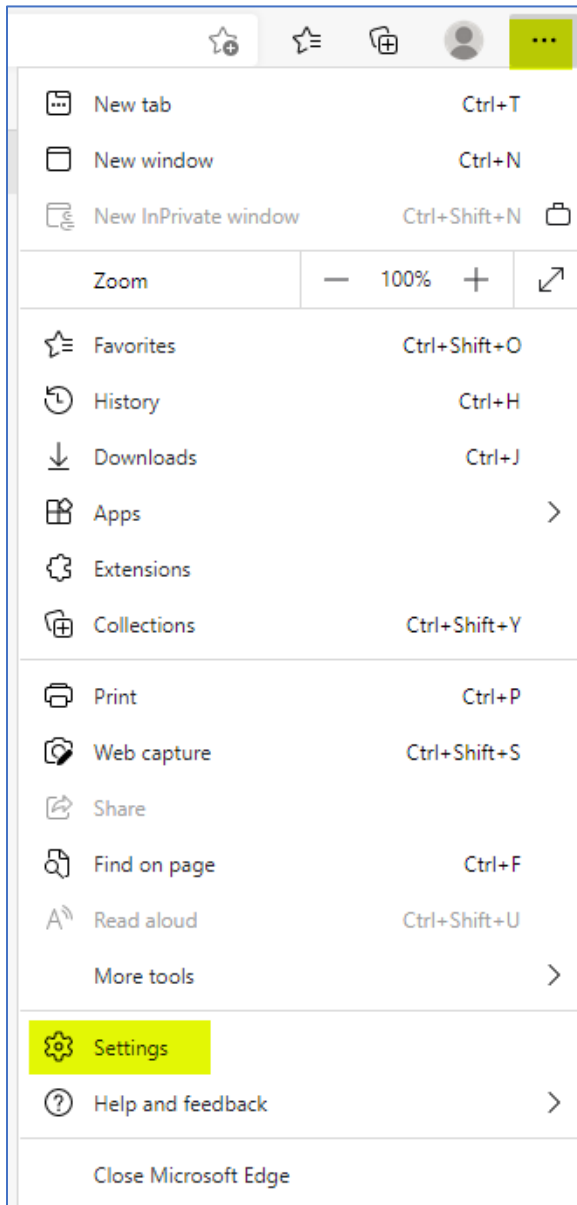 New tab Ctrl+T
New window Ctrl+N
New InPrivate window Ctrl+Shift+N
Zoom — 100% +
Favorites Ctrl+Shift+O
History Ctrl+H
Downloads Ctrl+J
Apps
Extensions
Collections Ctrl+Shift+Y
Print Ctrl+P
Web capture Ctrl+Shift+S
Share
Find on page Ctrl+F
Read aloud Ctrl+Shift+U
More tools
Settings
Help and feedback
Close Microsoft Edge